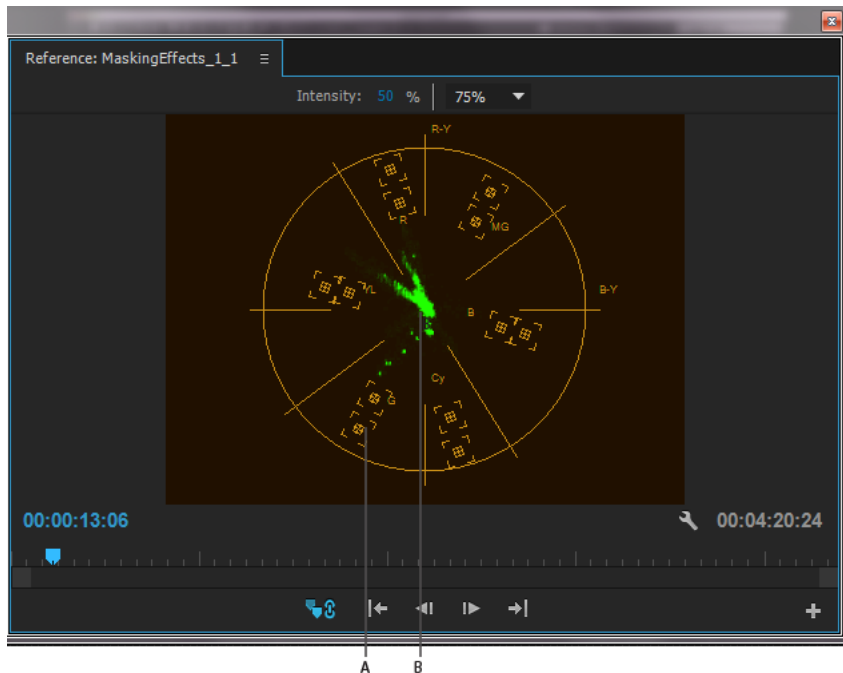 Reference: MaskingEffects_1_1
Intensity: 50 % 75%
R-Y
R
MG
YL
B-Y
B
Cy
G
00:00:13:06 00:04:20:24
A B